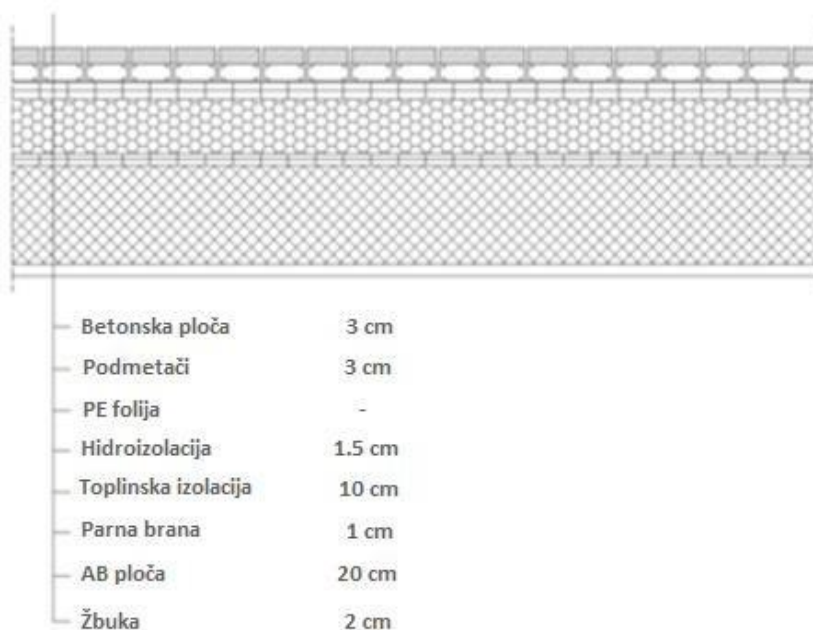 Betonska ploča 3 cm
Podmetači 3 cm
PE folija -
Hidroizolacija 1.5 cm
Toplinska izolacija 10 cm
Parna brana 1 cm
AB ploča 20 cm
Žbuka 2 cm